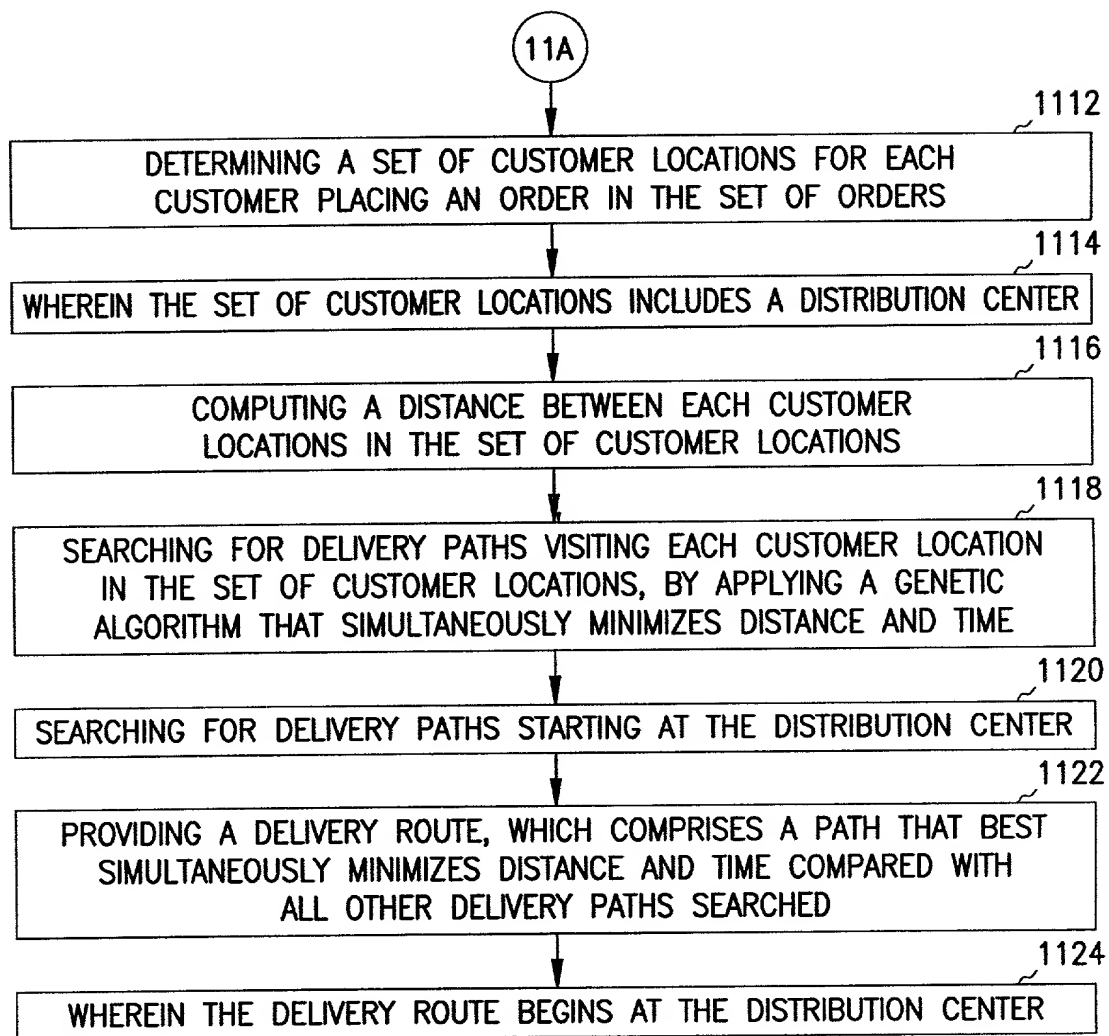 11A
1112
DETERMINING A SET OF CUSTOMER LOCATIONS FOR EACH
CUSTOMER PLACING AN ORDER IN THE SET OF ORDERS
1114
WHEREIN THE SET OF CUSTOMER LOCATIONS INCLUDES A DISTRIBUTION CENTER
1116
COMPUTING A DISTANCE BETWEEN EACH CUSTOMER
LOCATIONS IN THE SET OF CUSTOMER LOCATIONS
1118
SEARCHING FOR DELIVERY PATHS VISITING EACH CUSTOMER LOCATION
IN THE SET OF CUSTOMER LOCATIONS, BY APPLYING A GENETIC
ALGORITHM THAT SIMULTANEOUSLY MINIMIZES DISTANCE AND TIME
1120
SEARCHING FOR DELIVERY PATHS STARTING AT THE DISTRIBUTION CENTER
1122
PROVIDING A DELIVERY ROUTE, WHICH COMPRISES A PATH THAT BEST
SIMULTANEOUSLY MINIMIZES DISTANCE AND TIME COMPARED WITH
ALL OTHER DELIVERY PATHS SEARCHED
1124
WHEREIN THE DELIVERY ROUTE BEGINS AT THE DISTRIBUTION CENTER